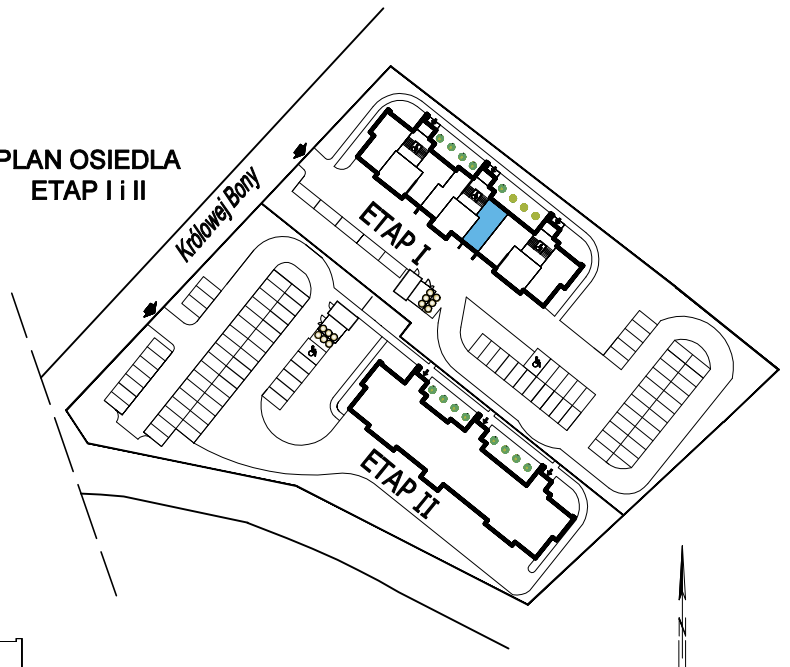 PLAN OSIEDLA
ETAP I i II
Królowej Bony
ETAP I
ETAP II
N